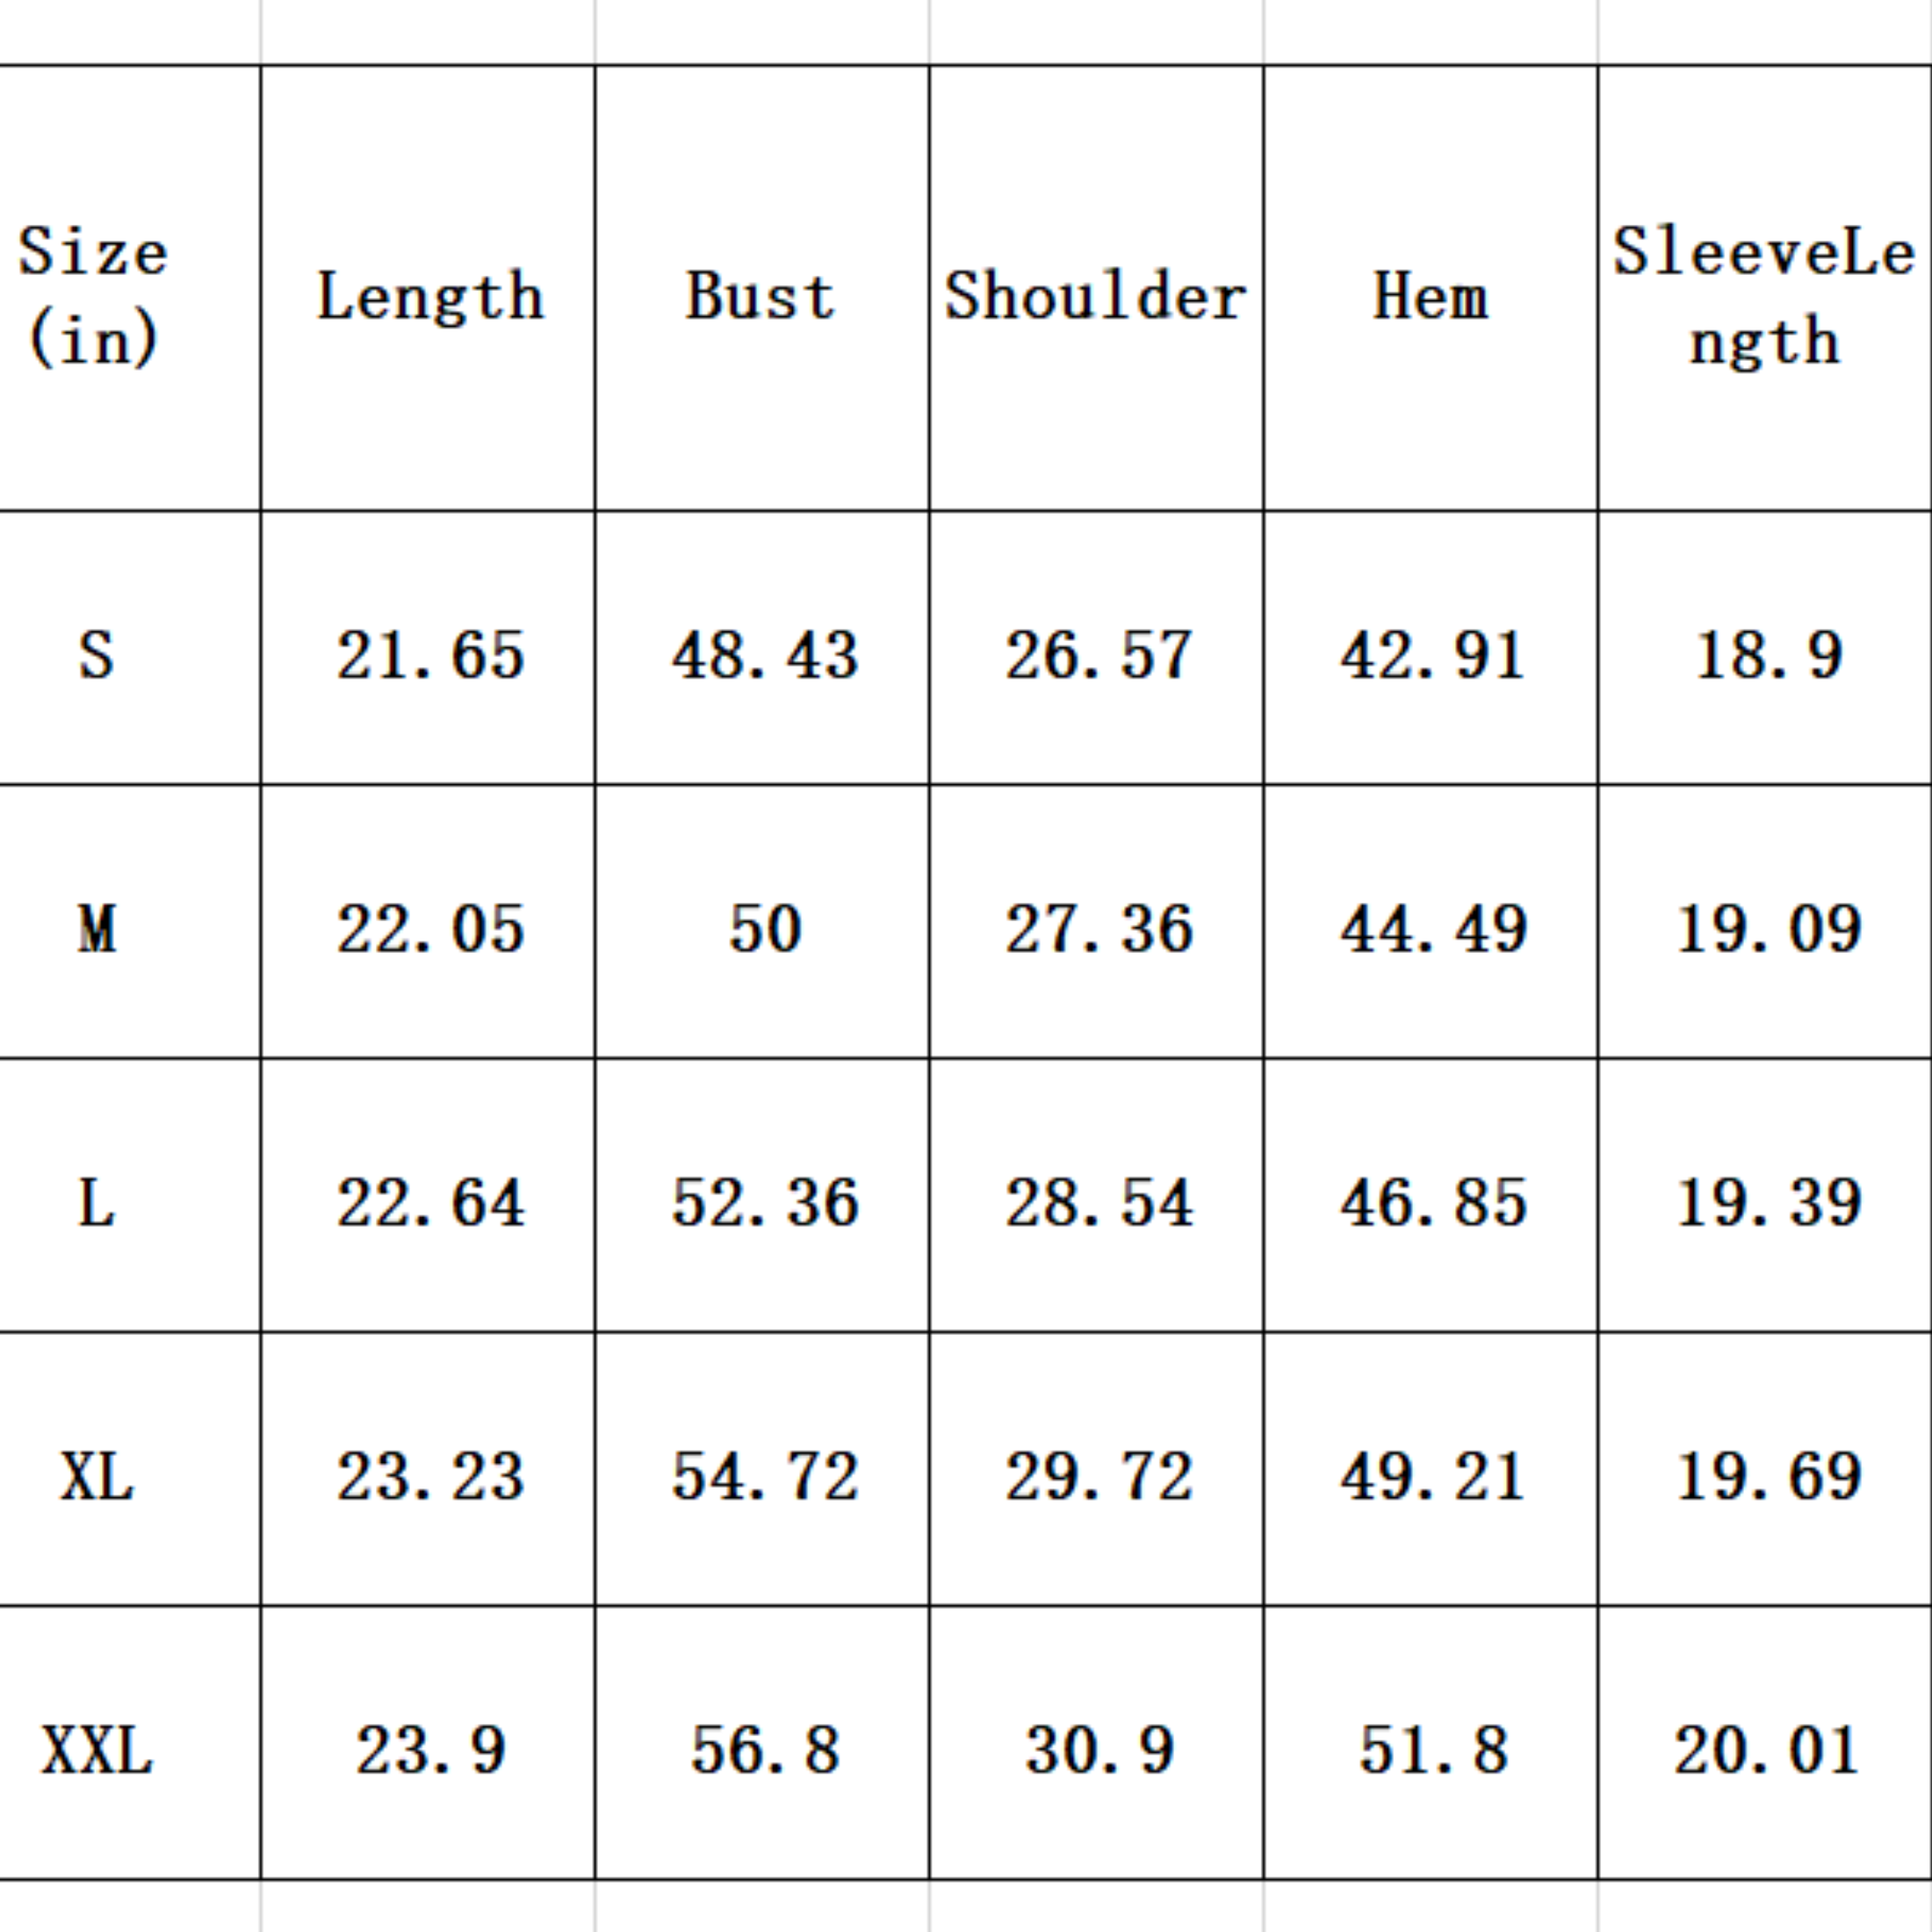 Size (in) Length Bust Shoulder Hem SleeveLength
S 21.65 48.43 26.57 42.91 18.9
M 22.05 50 27.36 44.49 19.09
L 22.64 52.36 28.54 46.85 19.39
XL 23.23 54.72 29.72 49.21 19.69
XXL 23.9 56.8 30.9 51.8 20.01